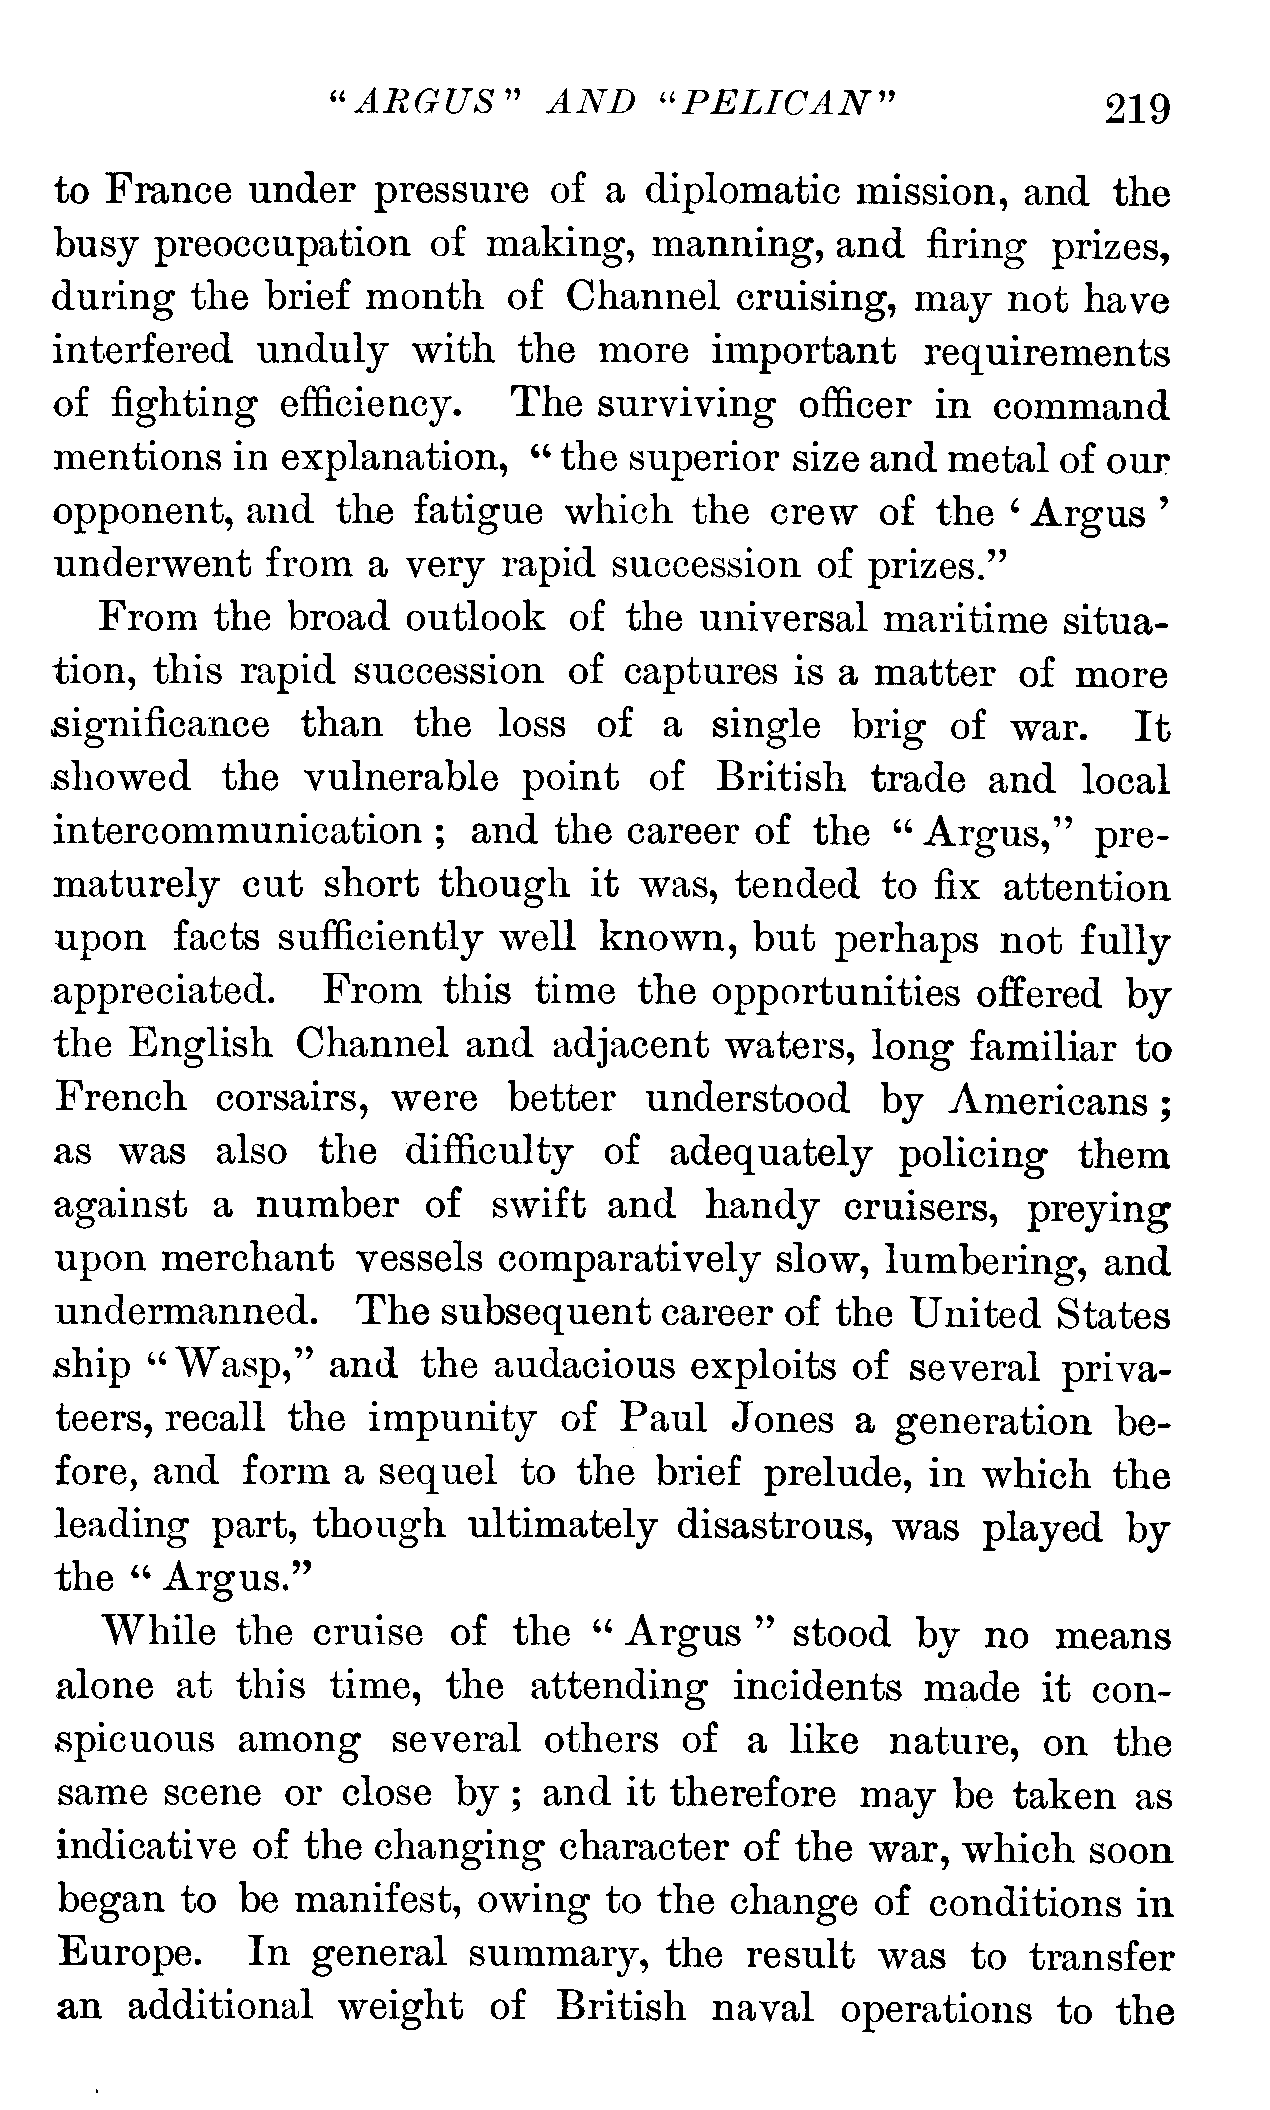 "ARGUS" AND "PELICAN" 219
to France under pressure of a diplomatic mission, and the
busy preoccupation of making, manning, and firing prizes,
during the brief month of Channel cruising, may not have
interfered unduly with the more important requirements
of fighting efficiency. The surviving officer in command
mentions in explanation, "the superior size and metal of our
opponent, and the fatigue which the crew of the 'Argus'
underwent from a very rapid succession of prizes."
From the broad outlook of the universal maritime situa-
tion, this rapid succession of captures is a matter of more
significance than the loss of a single brig of war. It
showed the vulnerable point of British trade and local
intercommunication; and the career of the "Argus," pre-
maturely cut short though it was, tended to fix attention
upon facts sufficiently well known, but perhaps not fully
appreciated. From this time the opportunities offered by
the English Channel and adjacent waters, long familiar to
French corsairs, were better understood by Americans;
as was also the difficulty of adequately policing them
against a number of swift and handy cruisers, preying
upon merchant vessels comparatively slow, lumbering, and
undermanned. The subsequent career of the United States
ship "Wasp," and the audacious exploits of several priva-
teers, recall the impunity of Paul Jones a generation be-
fore, and form a sequel to the brief prelude, in which the
leading part, though ultimately disastrous, was played by
the "Argus."
While the cruise of the "Argus" stood by no means
alone at this time, the attending incidents made it con-
spicuous among several others of a like nature, on the
same scene or close by; and it therefore may be taken as
indicative of the changing character of the war, which soon
began to be manifest, owing to the change of conditions in
Europe. In general summary, the result was to transfer
an additional weight of British naval operations to the